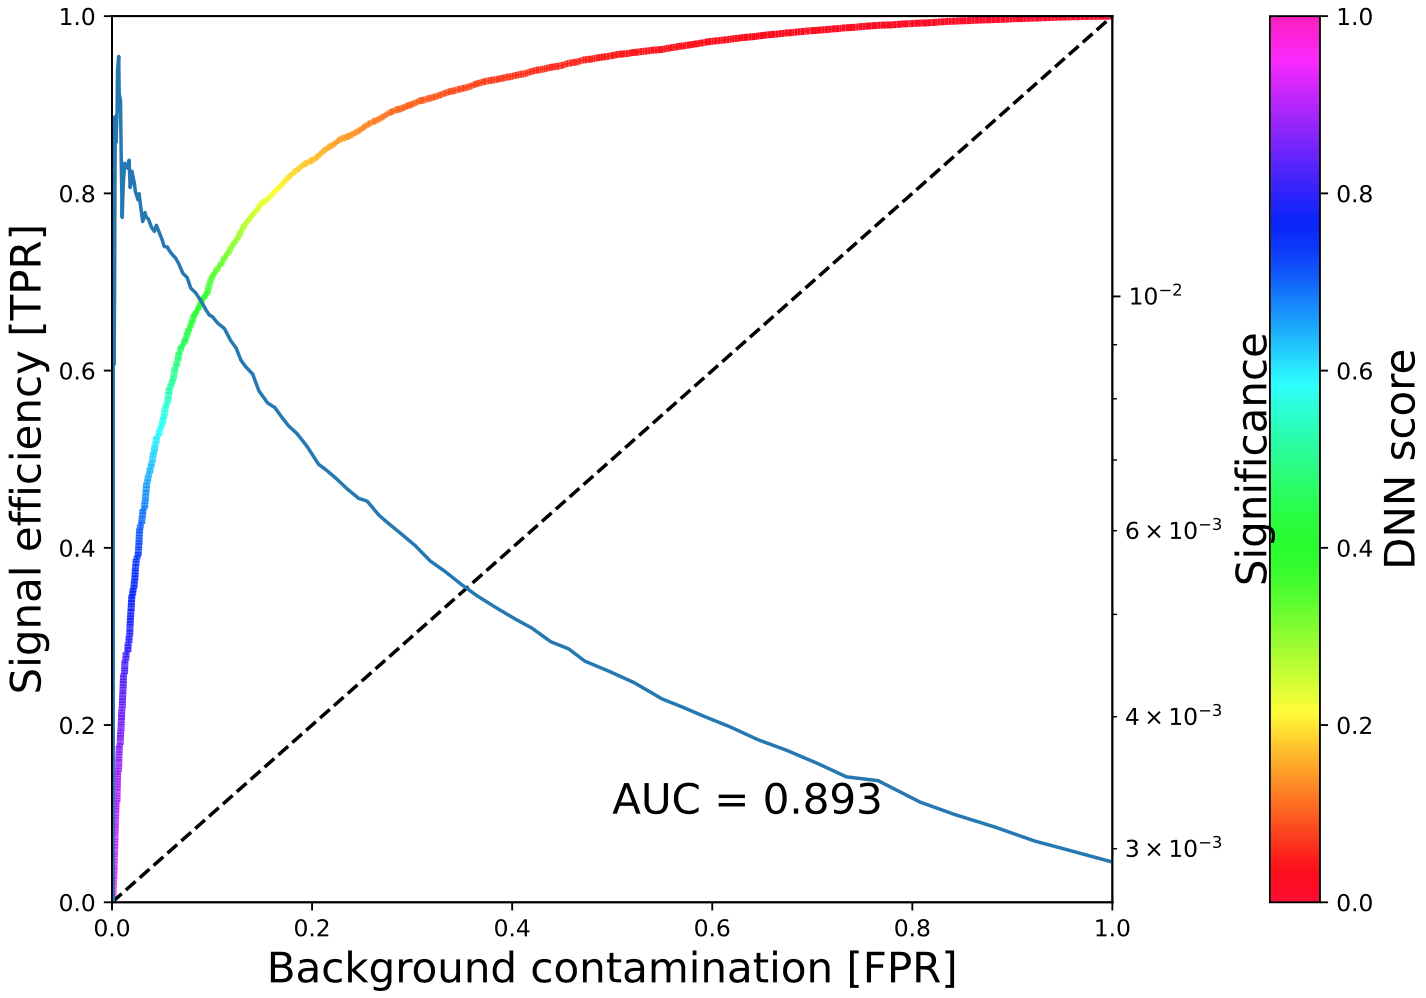 1.0
0.8
0.6
0.4
0.2
0.0
Signal efficiency [TPR]
0.0 0.2 0.4 0.6 0.8 1.0
Background contamination [FPR]
AUC = 0.893
10⁻²
6 × 10⁻³
4 × 10⁻³
3 × 10⁻³
Significance
1.0
0.8
0.6
0.4
0.2
0.0
DNN score